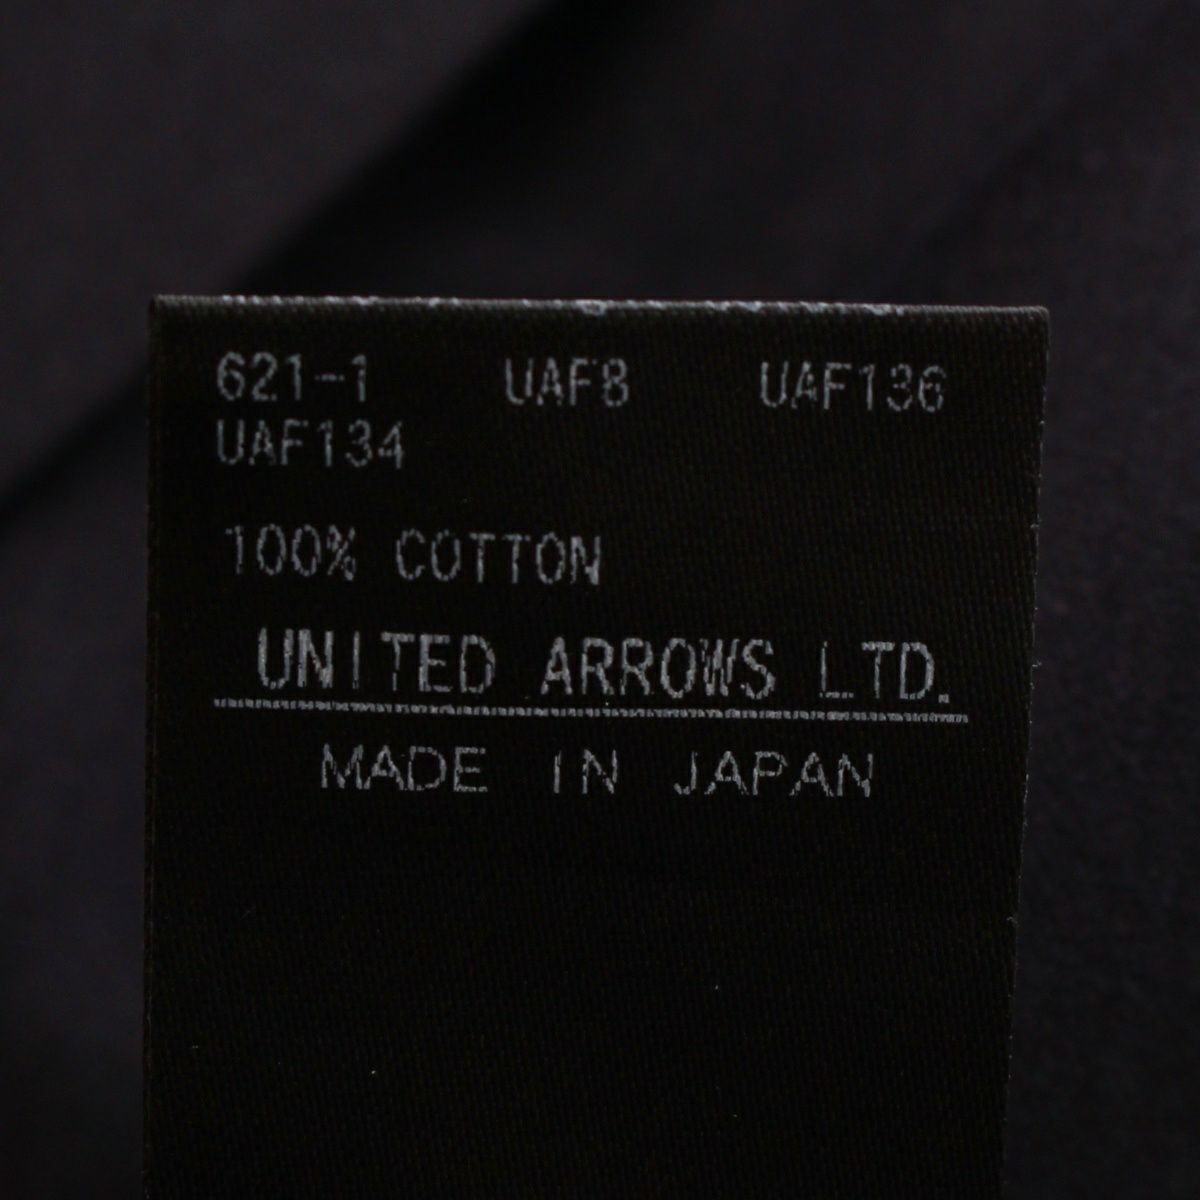 621-1 UAF8 UAF136
UAF134
100% COTTON
UNITED ARROWS LTD.
MADE IN JAPAN